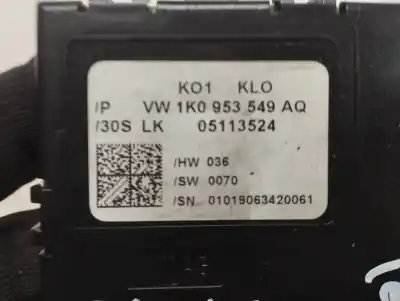 KO1 KLO
/P VW 1K0 953 549 AQ
/30S LK 05113524
/HW 036
/SW 0070
/SN 01019063420061